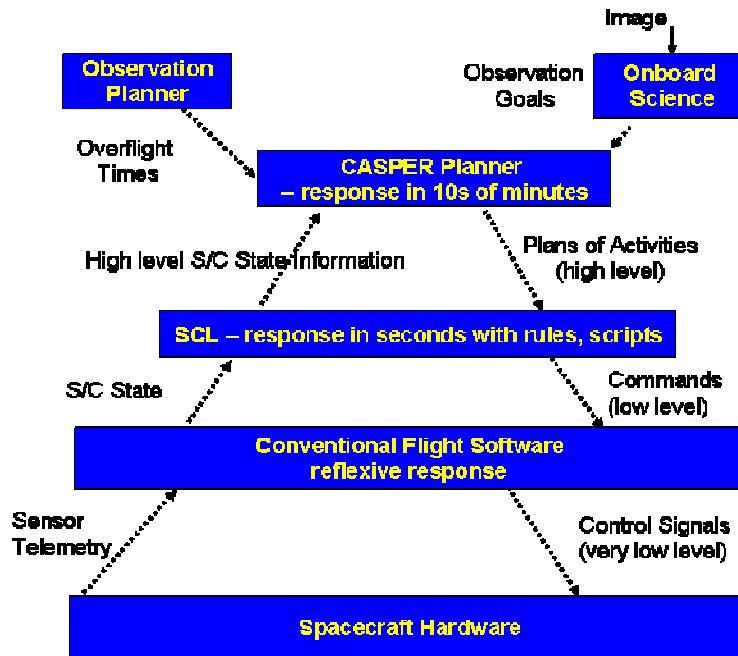 Image
Observation
Planner
Observation
Goals
Onboard
Science
Overflight
Times
CASPER Planner
– response in 10s of minutes
High level S/C State Information
Plans of Activities
(high level)
SCL – response in seconds with rules, scripts
S/C State
Commands
(low level)
Conventional Flight Software
reflexive response
Sensor
Telemetry
Control Signals
(very low level)
Spacecraft Hardware